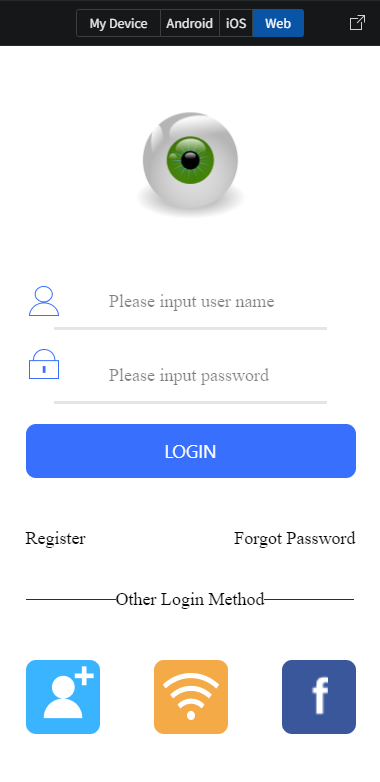 My Device Android iOS Web
Please input user name
Please input password
LOGIN
Register Forgot Password
Other Login Method
f